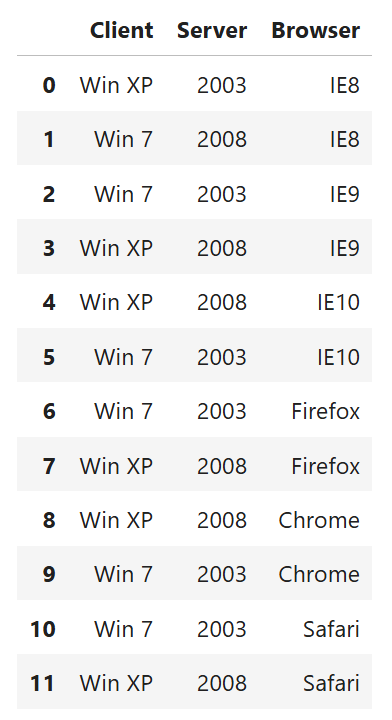 Client Server Browser
0 Win XP 2003 IE8
1 Win 7 2008 IE8
2 Win 7 2003 IE9
3 Win XP 2008 IE9
4 Win XP 2008 IE10
5 Win 7 2003 IE10
6 Win 7 2003 Firefox
7 Win XP 2008 Firefox
8 Win XP 2008 Chrome
9 Win 7 2003 Chrome
10 Win 7 2003 Safari
11 Win XP 2008 Safari